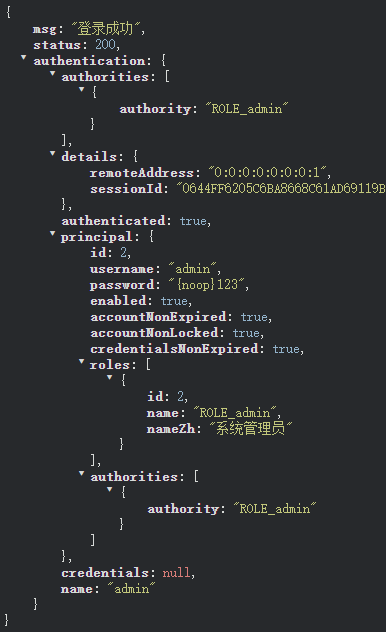 {
msg: "登录成功",
status: 200,
authentication: {
authorities: [
{
authority: "ROLE_admin"
}
],
details: {
remoteAddress: "0:0:0:0:0:0:0:1",
sessionId: "0644FF6205C6BA8668C61AD69119B
},
authenticated: true,
principal: {
id: 2,
username: "admin",
password: "{noop}123",
enabled: true,
accountNonExpired: true,
accountNonLocked: true,
credentialsNonExpired: true,
roles: [
{
id: 2,
name: "ROLE_admin",
nameZh: "系统管理员"
}
],
authorities: [
{
authority: "ROLE_admin"
}
]
},
credentials: null,
name: "admin"
}
}